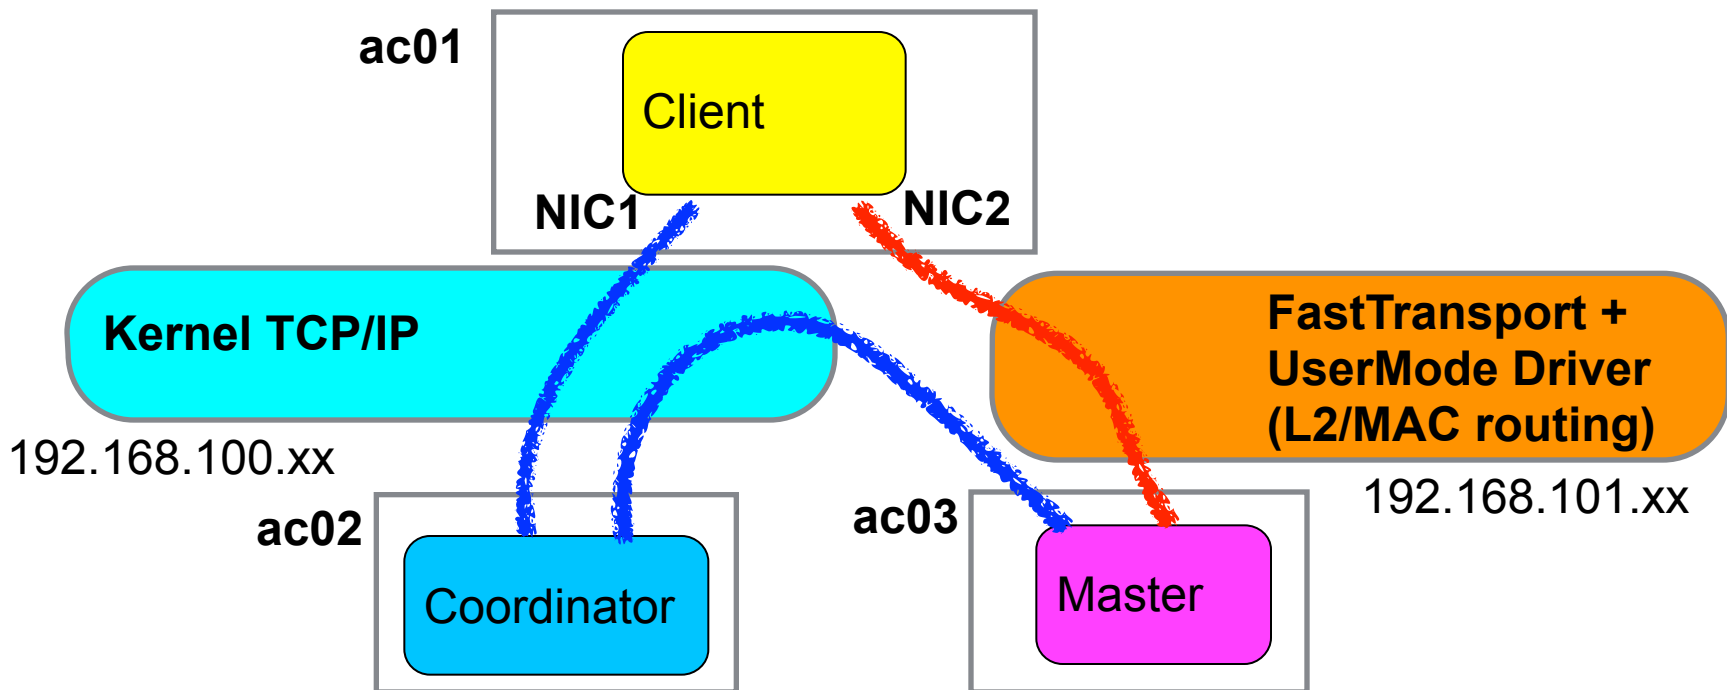 ac01
Client
NIC1
NIC2
Kernel TCP/IP
FastTransport +
UserMode Driver
(L2/MAC routing)
192.168.100.xx
192.168.101.xx
ac02
ac03
Coordinator
Master